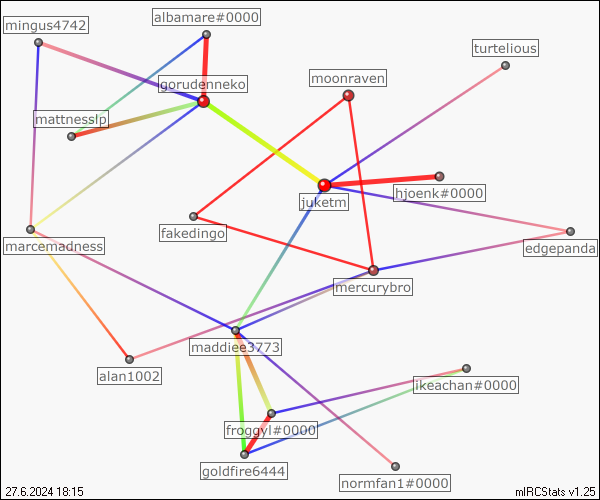 albamare#0000
mingus4742
turtelious
moonraven
gorudenneko
mattnesslp
hjoenk#0000
juketm
fakedingo
marcemadness
edgepanda
mercurybro
maddiee3773
alan1002
ikeachan#0000
froggyl#0000
goldfire6444
normfan1#0000
27.6.2024 18:15
mIRCStats v1.25